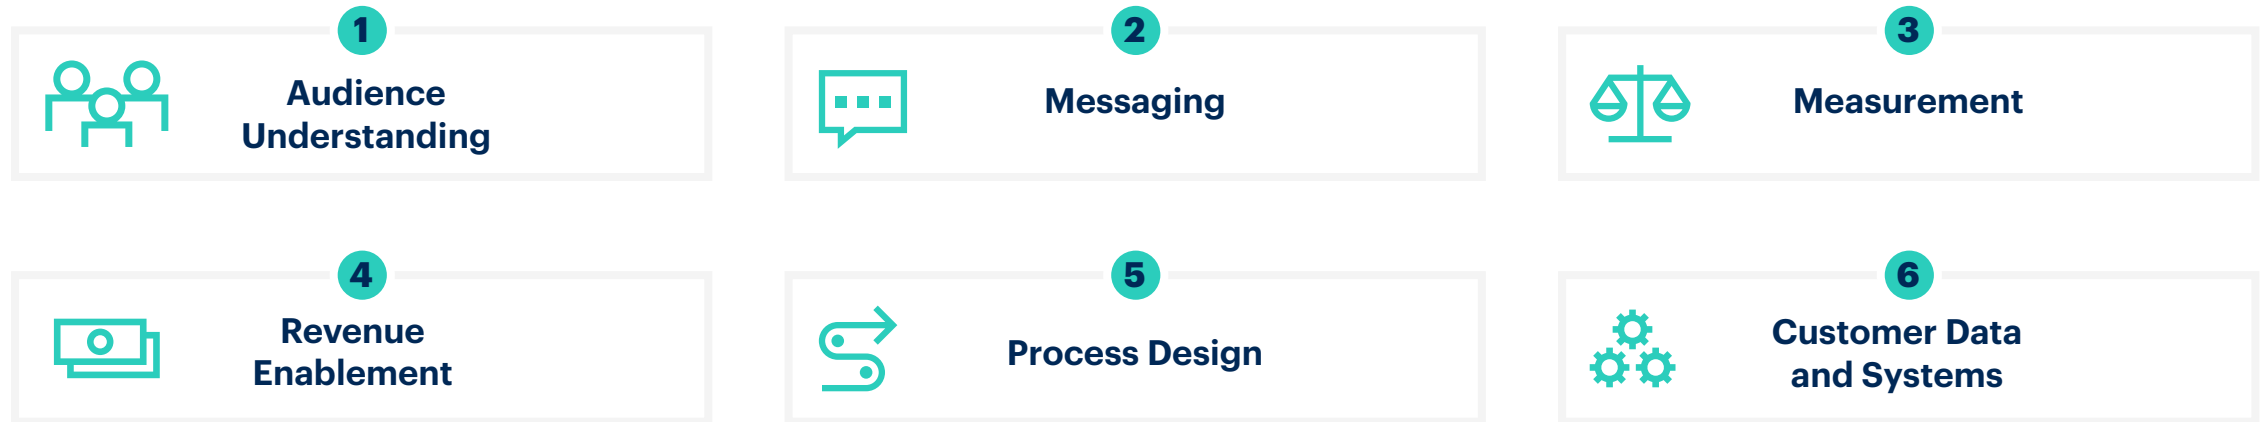 1
Audience
Understanding
2
Messaging
3
Measurement
4
Revenue
Enablement
5
Process Design
6
Customer Data
and Systems